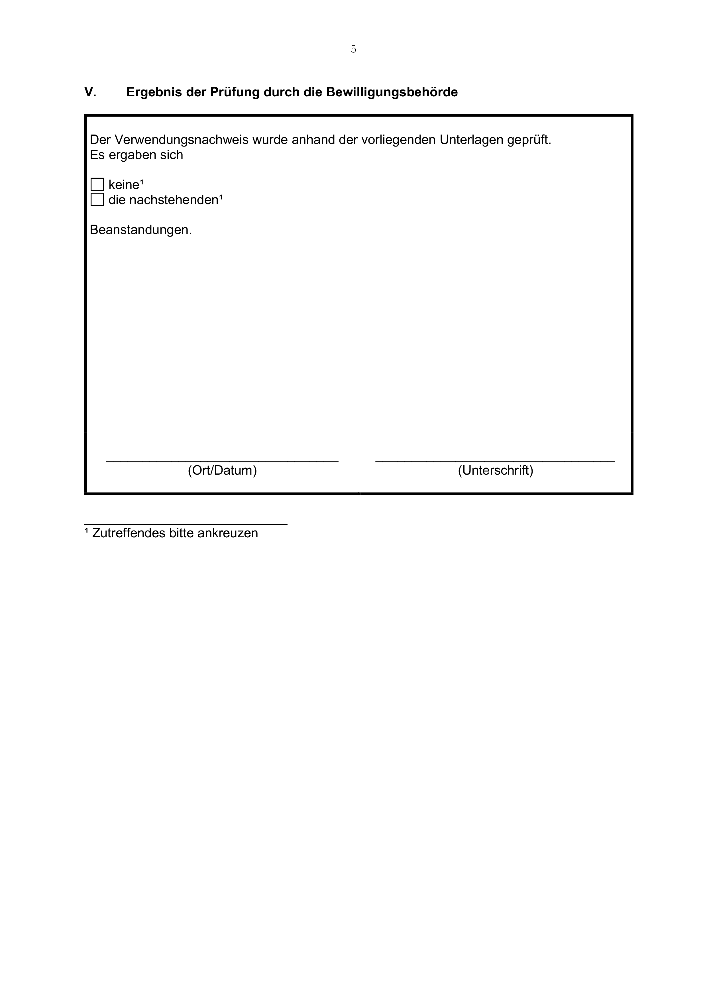 5
V. Ergebnis der Prüfung durch die Bewilligungsbehörde
Der Verwendungsnachweis wurde anhand der vorliegenden Unterlagen geprüft.
Es ergaben sich
keine¹
die nachstehenden¹
Beanstandungen.
(Ort/Datum) (Unterschrift)
¹ Zutreffendes bitte ankreuzen